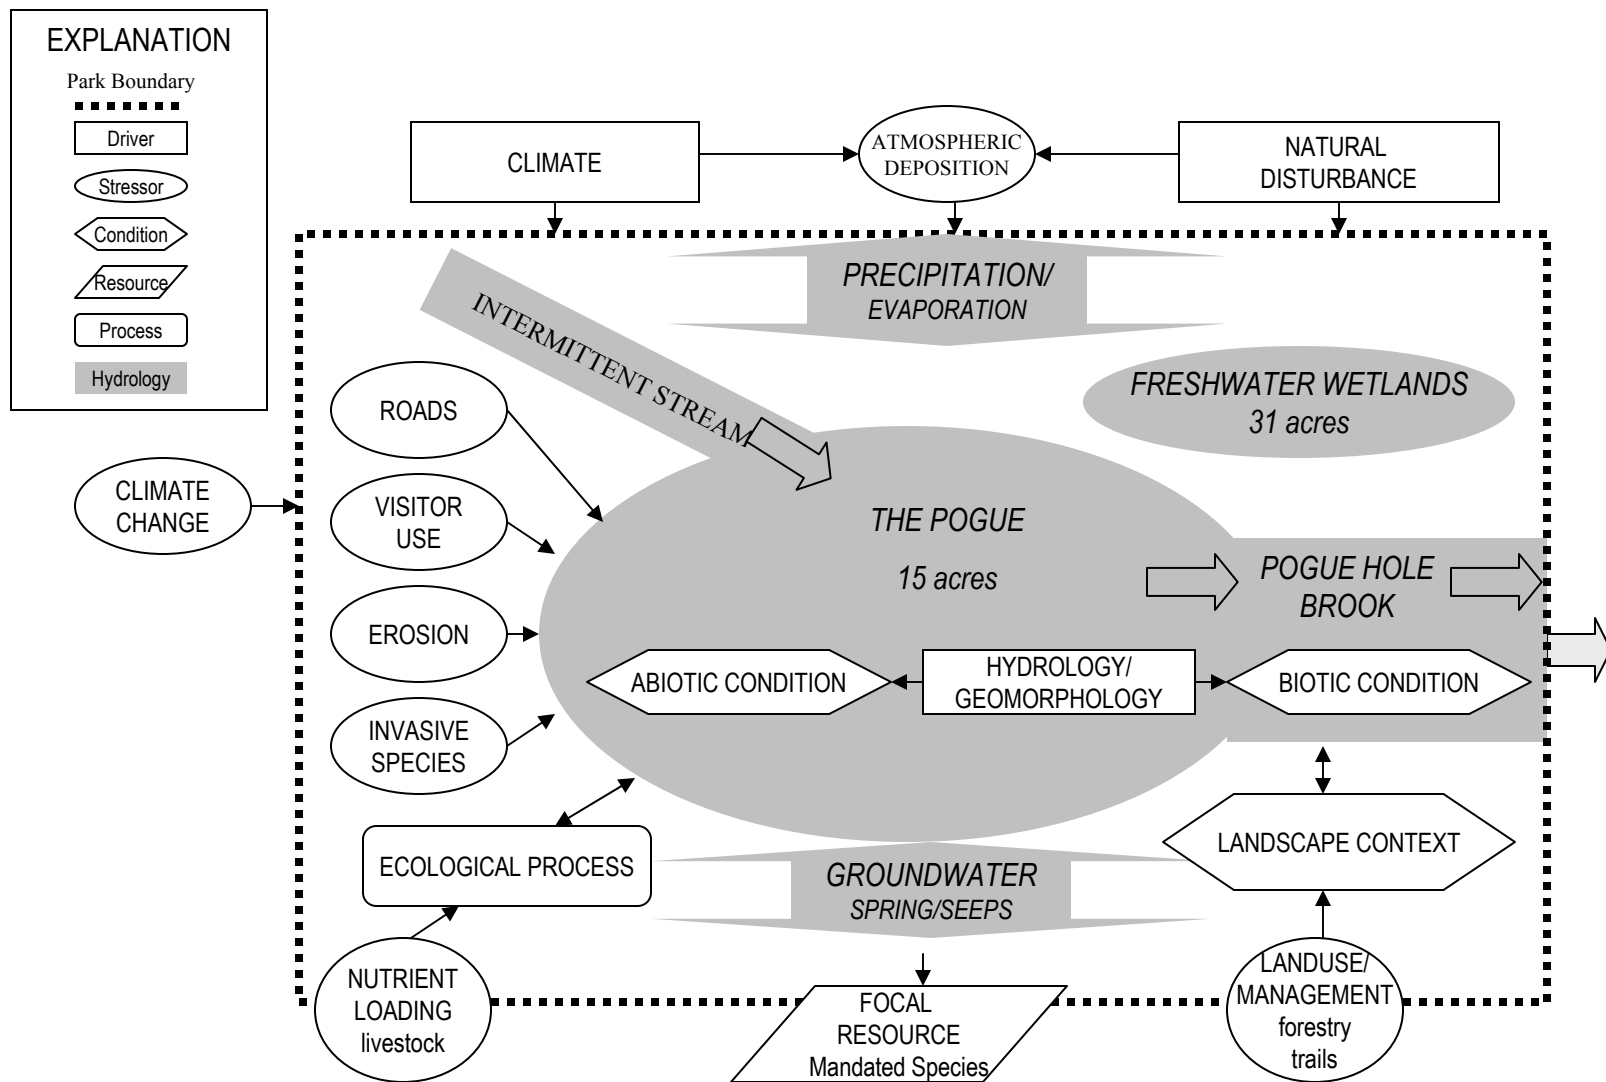 EXPLANATION
Park Boundary
Driver
Stressor
Condition
Resource
Process
Hydrology
CLIMATE
ATMOSPHERIC
DEPOSITION
NATURAL
DISTURBANCE
PRECIPITATION/
EVAPORATION
INTERMITTENT STREAM
FRESHWATER WETLANDS
31 acres
ROADS
CLIMATE
CHANGE
VISITOR
USE
THE POGUE
15 acres
POGUE HOLE
BROOK
EROSION
ABIOTIC CONDITION
HYDROLOGY/
GEOMORPHOLOGY
BIOTIC CONDITION
INVASIVE
SPECIES
ECOLOGICAL PROCESS
GROUNDWATER
SPRING/SEEPS
LANDSCAPE CONTEXT
NUTRIENT
LOADING
livestock
FOCAL
RESOURCE
Mandated Species
LANDUSE/
MANAGEMENT
forestry
trails